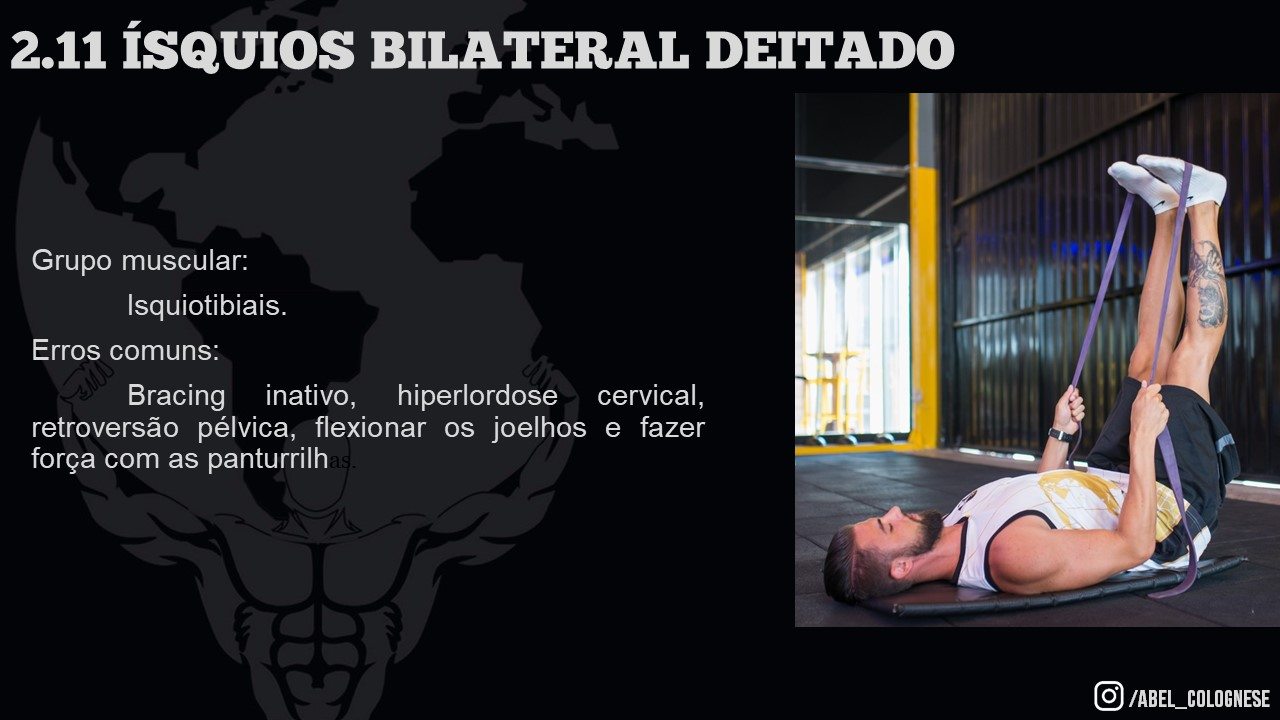 2.11 ÍSQUIOS BILATERAL DEITADO
Grupo muscular:
Isquiotibiais.
Erros comuns:
Bracing inativo, hiperlordose cervical,
retroversão pélvica, flexionar os joelhos e fazer
força com as panturrilhas.
/ABEL_COLOGNESE